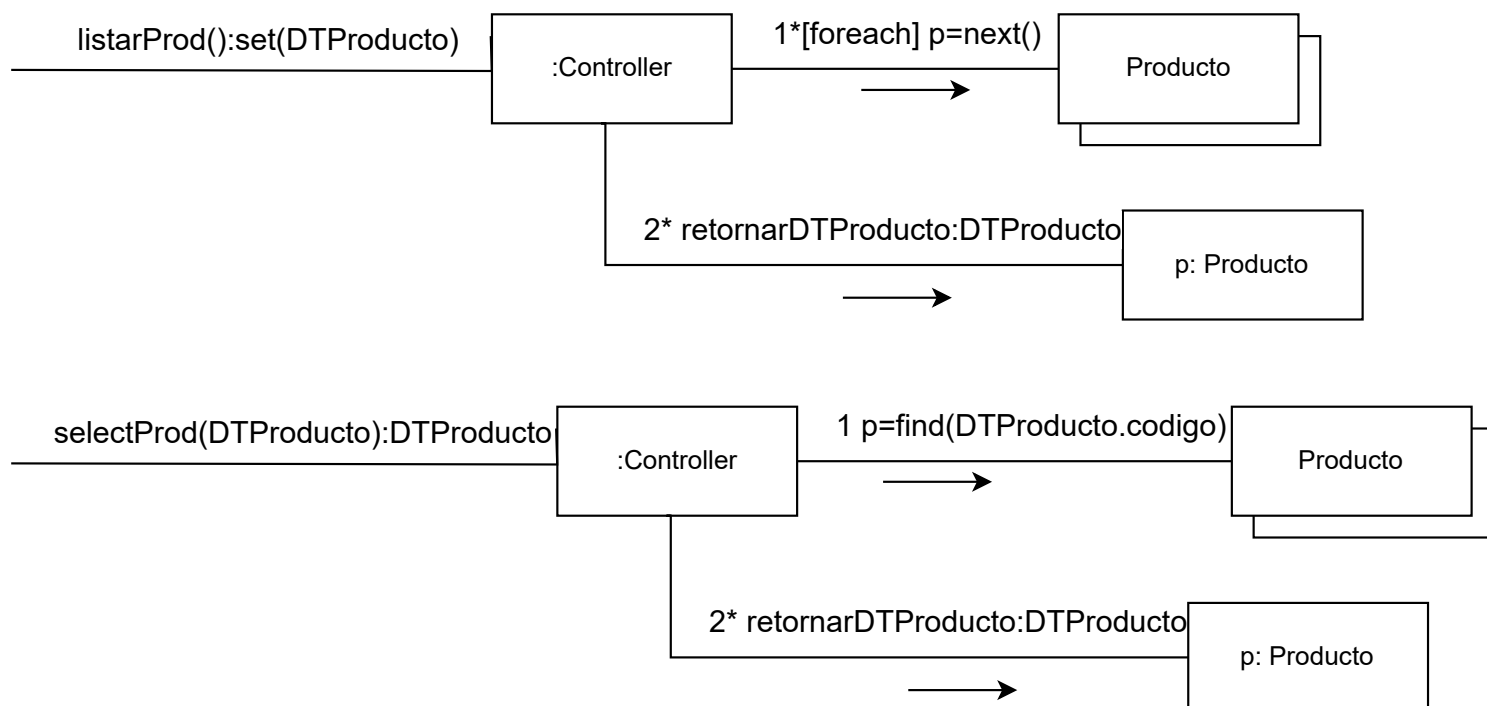 listarProd():set(DTProducto)
:Controller
1*[foreach] p=next()
Producto
2* retornarDTProducto:DTProducto
p: Producto
selectProd(DTProducto):DTProducto
:Controller
1 p=find(DTProducto.codigo)
Producto
2* retornarDTProducto:DTProducto
p: Producto